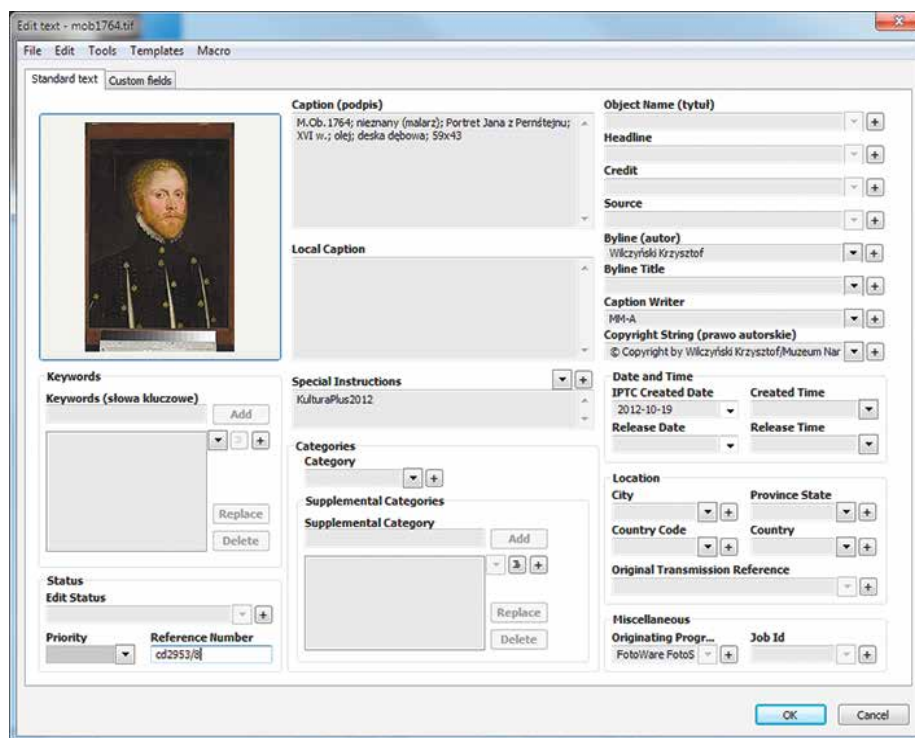 Edit text - mob1764.tif
File Edit Tools Templates Macro
Standard text Custom fields
Caption (podpis)
M.Ob.1764; nieznany (malarz); Portret Jana z Pernštejnu;
XVI w.; olej; deska dębowa; 59x43
Local Caption
Special Instructions
KulturaPlus2012
Keywords
Keywords (słowa kluczowe)
Add
Replace
Delete
Status
Edit Status
Priority Reference Number
cd2953/8
Categories
Category
Supplemental Categories
Supplemental Category
Add
Replace
Delete
Object Name (tytuł)
Headline
Credit
Source
Byline (autor)
Wilczyński Krzysztof
Byline Title
Caption Writer
MM-A
Copyright String (prawo autorskie)
© Copyright by Wilczyński Krzysztof/Muzeum Nar
Date and Time
IPTC Created Date Created Time
2012-10-19
Release Date Release Time
Location
City Province State
Country Code Country
Original Transmission Reference
Miscellaneous
Originating Progr... Job Id
FotoWare FotoS
OK Cancel